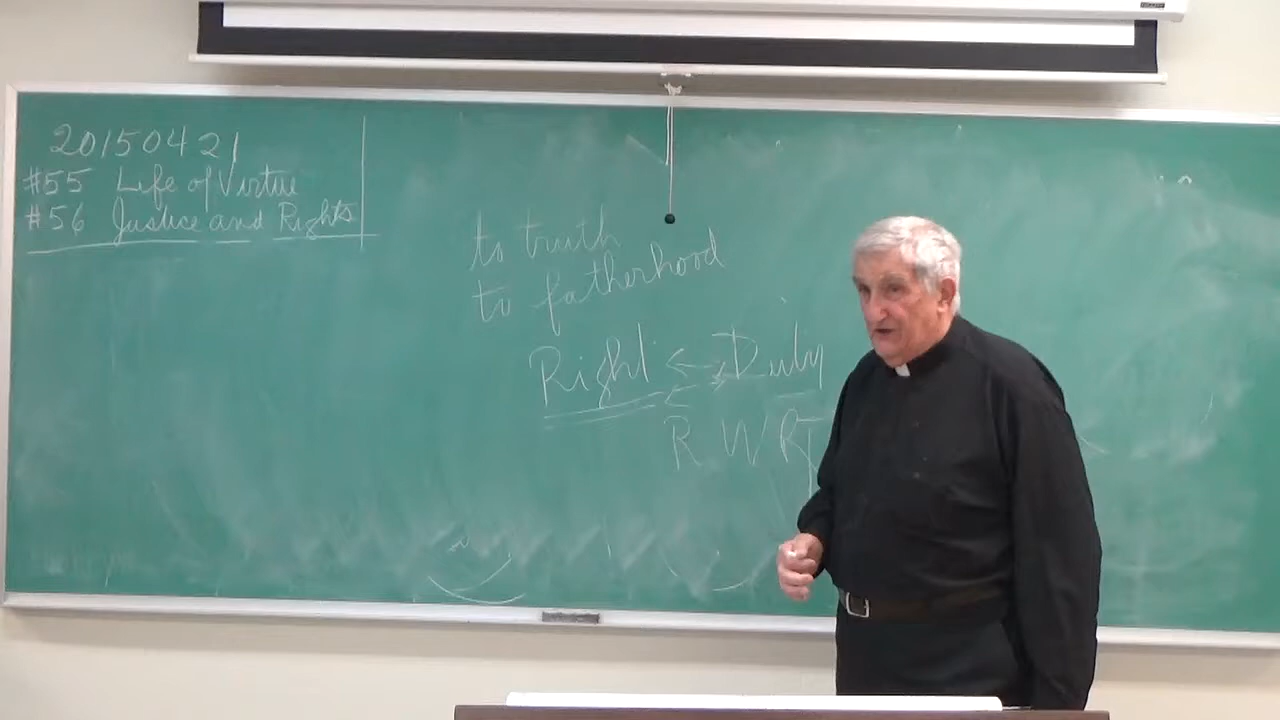 20150421
#55 Life of Virtue
#56 Justice and Rights
to truth
to fatherhood
Right ← → Duty
R W R